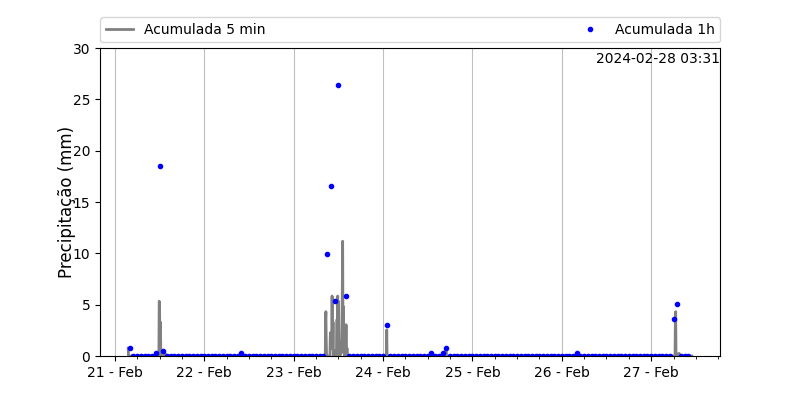 Acumulada 5 min
Acumulada 1h
2024-02-28 03:31
Precipitação (mm)
30
25
20
15
10
5
0
21 - Feb
22 - Feb
23 - Feb
24 - Feb
25 - Feb
26 - Feb
27 - Feb